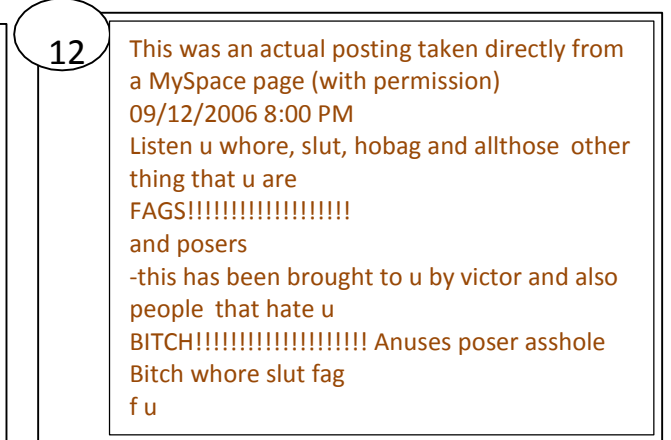 12
This was an actual posting taken directly from
a MySpace page (with permission)
09/12/2006 8:00 PM
Listen u whore, slut, hobag and allthose other
thing that u are
FAGS!!!!!!!!!!!!!!!!!!!
and posers
-this has been brought to u by victor and also
people that hate u
BITCH!!!!!!!!!!!!!!!!!!!! Anuses poser asshole
Bitch whore slut fag
f u